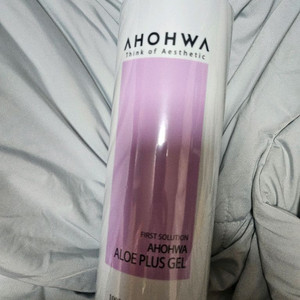 AHOHWA
Think of Aesthetic
FIRST SOLUTION
AHOHWA
ALOE PLUS GEL